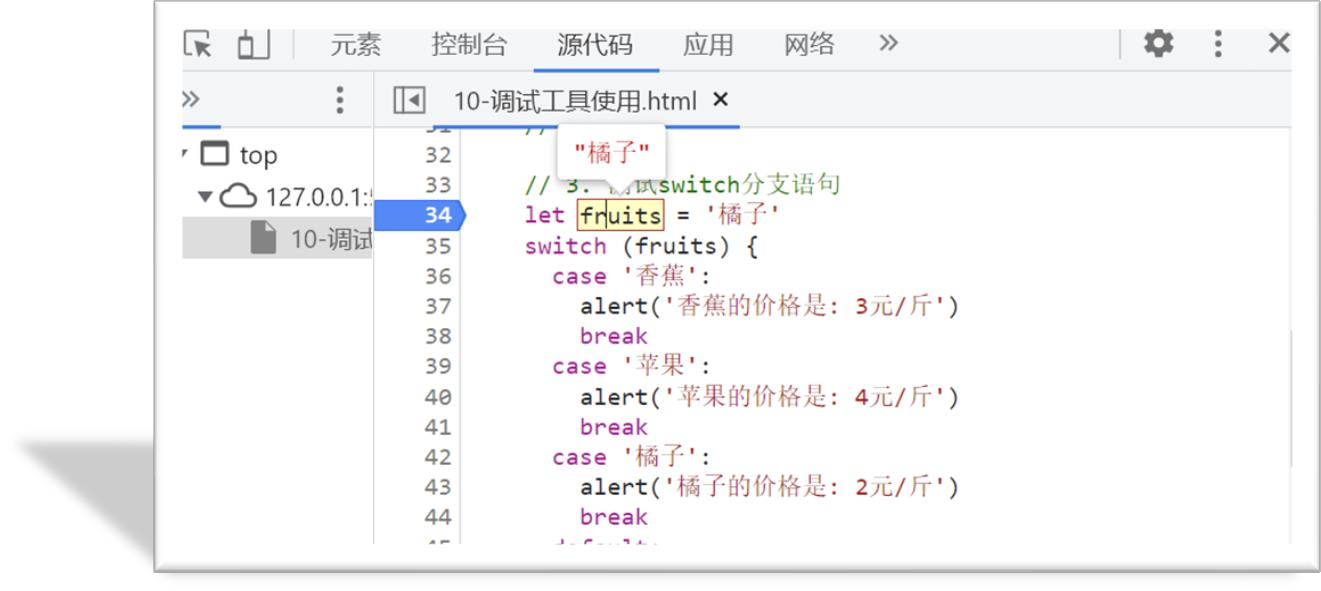 元素 控制台 源代码 应用 网络 »
» 10-调试工具使用.html ×
top
127.0.0.1:
10-调试
"橘子"
32
33 // 3. 调试switch分支语句
34 let fruits = '橘子'
35 switch (fruits) {
36 case '香蕉':
37 alert('香蕉的价格是: 3元/斤')
38 break
39 case '苹果':
40 alert('苹果的价格是: 4元/斤')
41 break
42 case '橘子':
43 alert('橘子的价格是: 2元/斤')
44 break